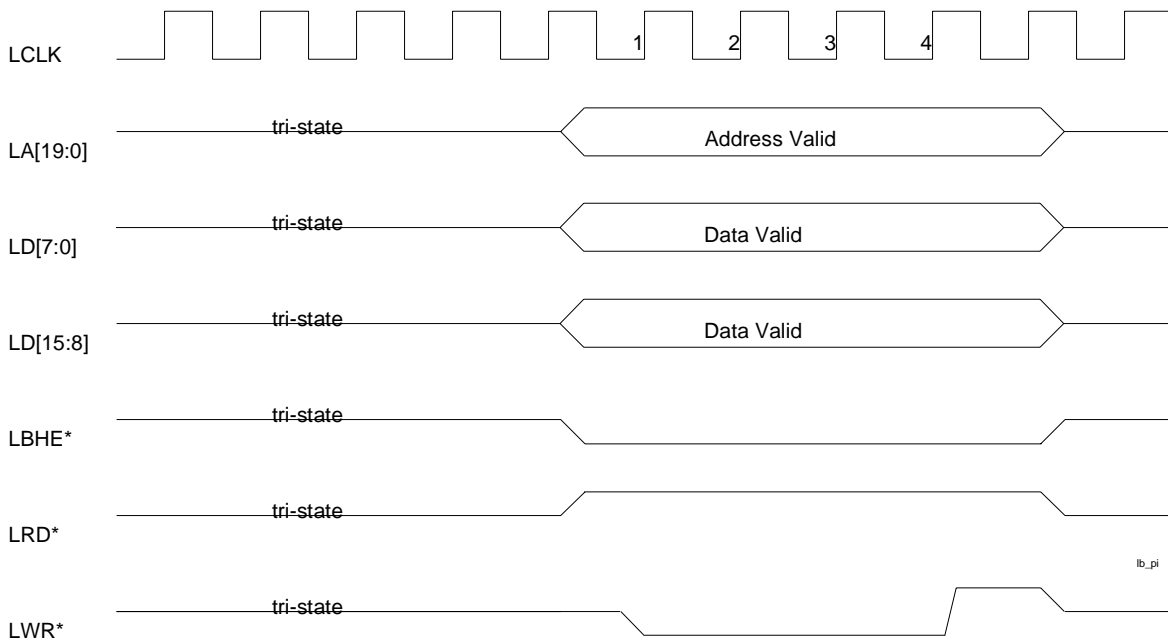 LCLK
1 2 3 4
LA[19:0]
tri-state
Address Valid
LD[7:0]
tri-state
Data Valid
LD[15:8]
tri-state
Data Valid
LBHE*
tri-state
LRD*
tri-state
lb_pi
LWR*
tri-state